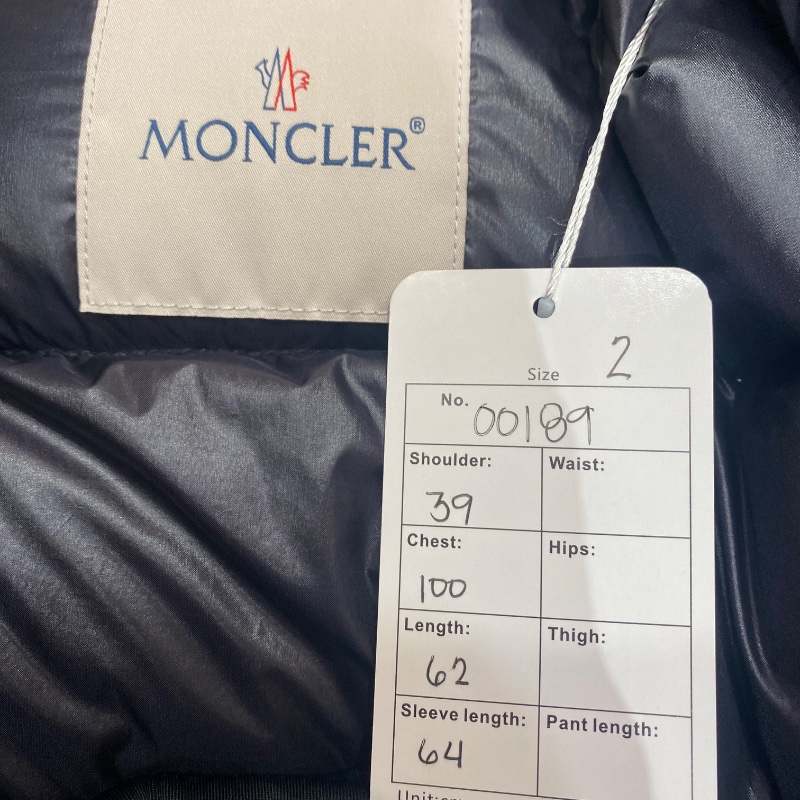 MONCLER®
Size 2
No. 00189
Shoulder: Waist:
39
Chest: Hips:
100
Length: Thigh:
62
Sleeve length: Pant length:
64